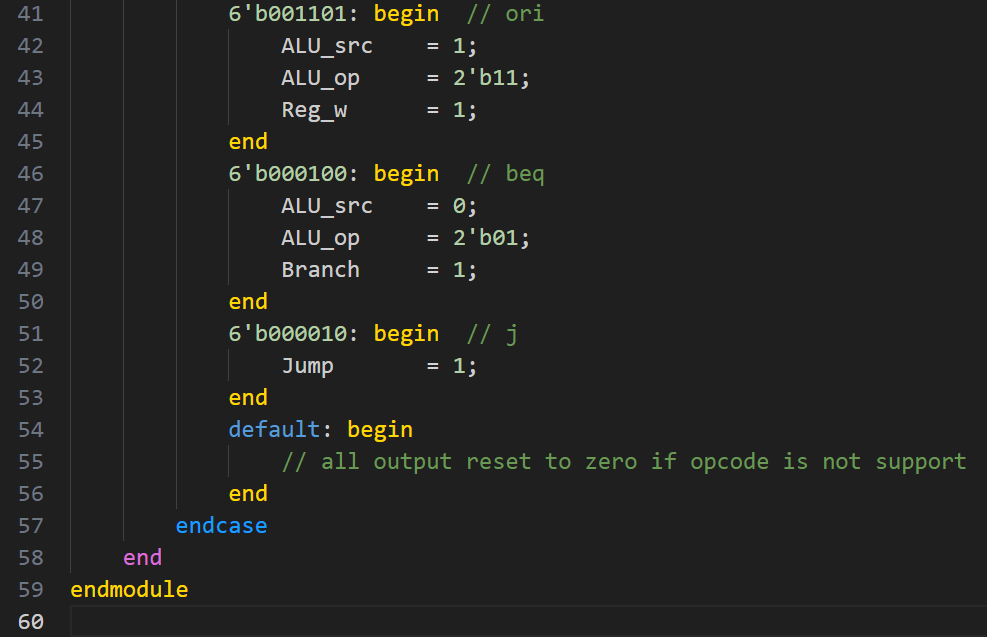 41 6'b001101: begin // ori
42 ALU_src = 1;
43 ALU_op = 2'b11;
44 Reg_w = 1;
45 end
46 6'b000100: begin // beq
47 ALU_src = 0;
48 ALU_op = 2'b01;
49 Branch = 1;
50 end
51 6'b000010: begin // j
52 Jump = 1;
53 end
54 default: begin
55 // all output reset to zero if opcode is not support
56 end
57 endcase
58 end
59 endmodule
60